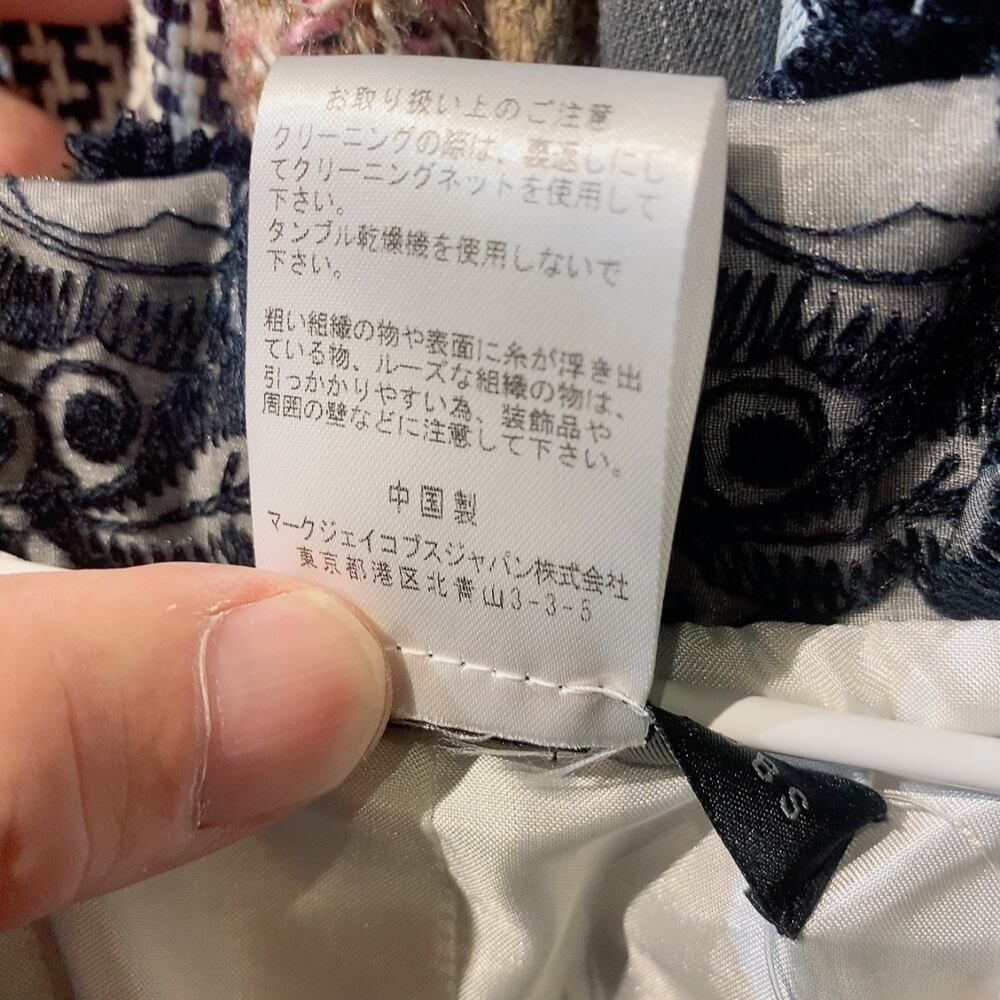 お取り扱い上のご注意
クリーニングの際は、裏返しにし
てクリーニングネットを使用して
下さい。
タンブル乾燥機を使用しないで
下さい。
粗い組織の物や表面に糸が浮き出
ている物、ルーズな組織の物は、
引っかかりやすい為、装飾品や
周囲の壁などに注意して下さい。
中国製
マークジェイコブスジャパン株式会社
東京都港区北青山3-3-5
BS